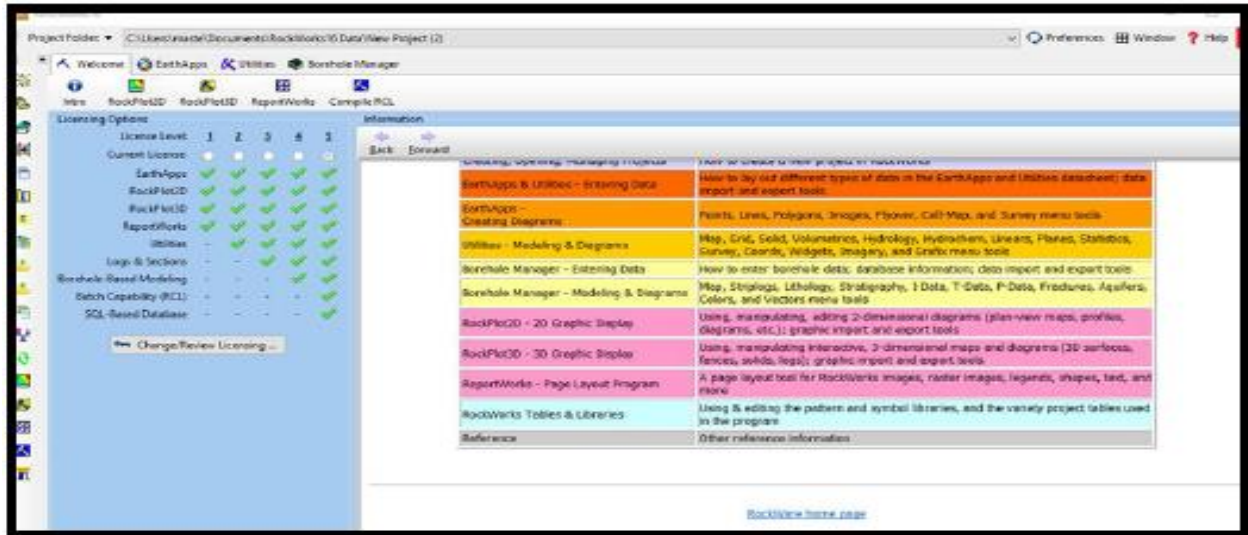 Project Folder ▾ C:\Users\maste\Documents\RockWorks16 Data\New Project (2)
Preferences Window ? Help
Welcome EarthApps Utilities Borehole Manager
Intro RockPlot2D RockPlot3D ReportWorks Compile RCL
Licensing Options
License Level: 1 2 3 4 5
Current License:
EarthApps
RockPlot2D
RockPlot3D
ReportWorks
Utilities -
Logs & Sections - -
Borehole-Based Modeling - - -
Batch Capability (RCL) - - - -
SQL-Based Database - - - -
Change/Review Licensing ...
Information
Back Forward
Creating, Opening, Managing Projects How to create a new project in RockWorks
EarthApps & Utilities - Entering Data How to lay out different types of data in the EarthApps and Utilities datasheet; data
import and export tools
EarthApps -
Creating Diagrams Points, Lines, Polygons, Images, Flyover, Cell-Map, and Survey menu tools
Utilities - Modeling & Diagrams Map, Grid, Solid, Volumetrics, Hydrology, Hydrochem, Linears, Planes, Statistics,
Survey, Coords, Widgets, Imagery, and Grafix menu tools
Borehole Manager - Entering Data How to enter borehole data; database information; data import and export tools
Borehole Manager - Modeling & Diagrams Map, Striplogs, Lithology, Stratigraphy, I-Data, T-Data, P-Data, Fractures, Aquifers,
Colors, and Vectors menu tools
RockPlot2D - 2D Graphic Display Using, manipulating, editing 2-dimensional diagrams (plan-view maps, profiles,
diagrams, etc.); graphic import and export tools
RockPlot3D - 3D Graphic Display Using, manipulating interactive, 3-dimensional maps and diagrams (3D surfaces,
fences, solids, logs); graphic import and export tools
ReportWorks - Page Layout Program A page layout tool for RockWorks images, raster images, legends, shapes, text, and
more
RockWorks Tables & Libraries Using & editing the pattern and symbol libraries, and the variety project tables used
in the program
Reference Other reference information
RockWare home page